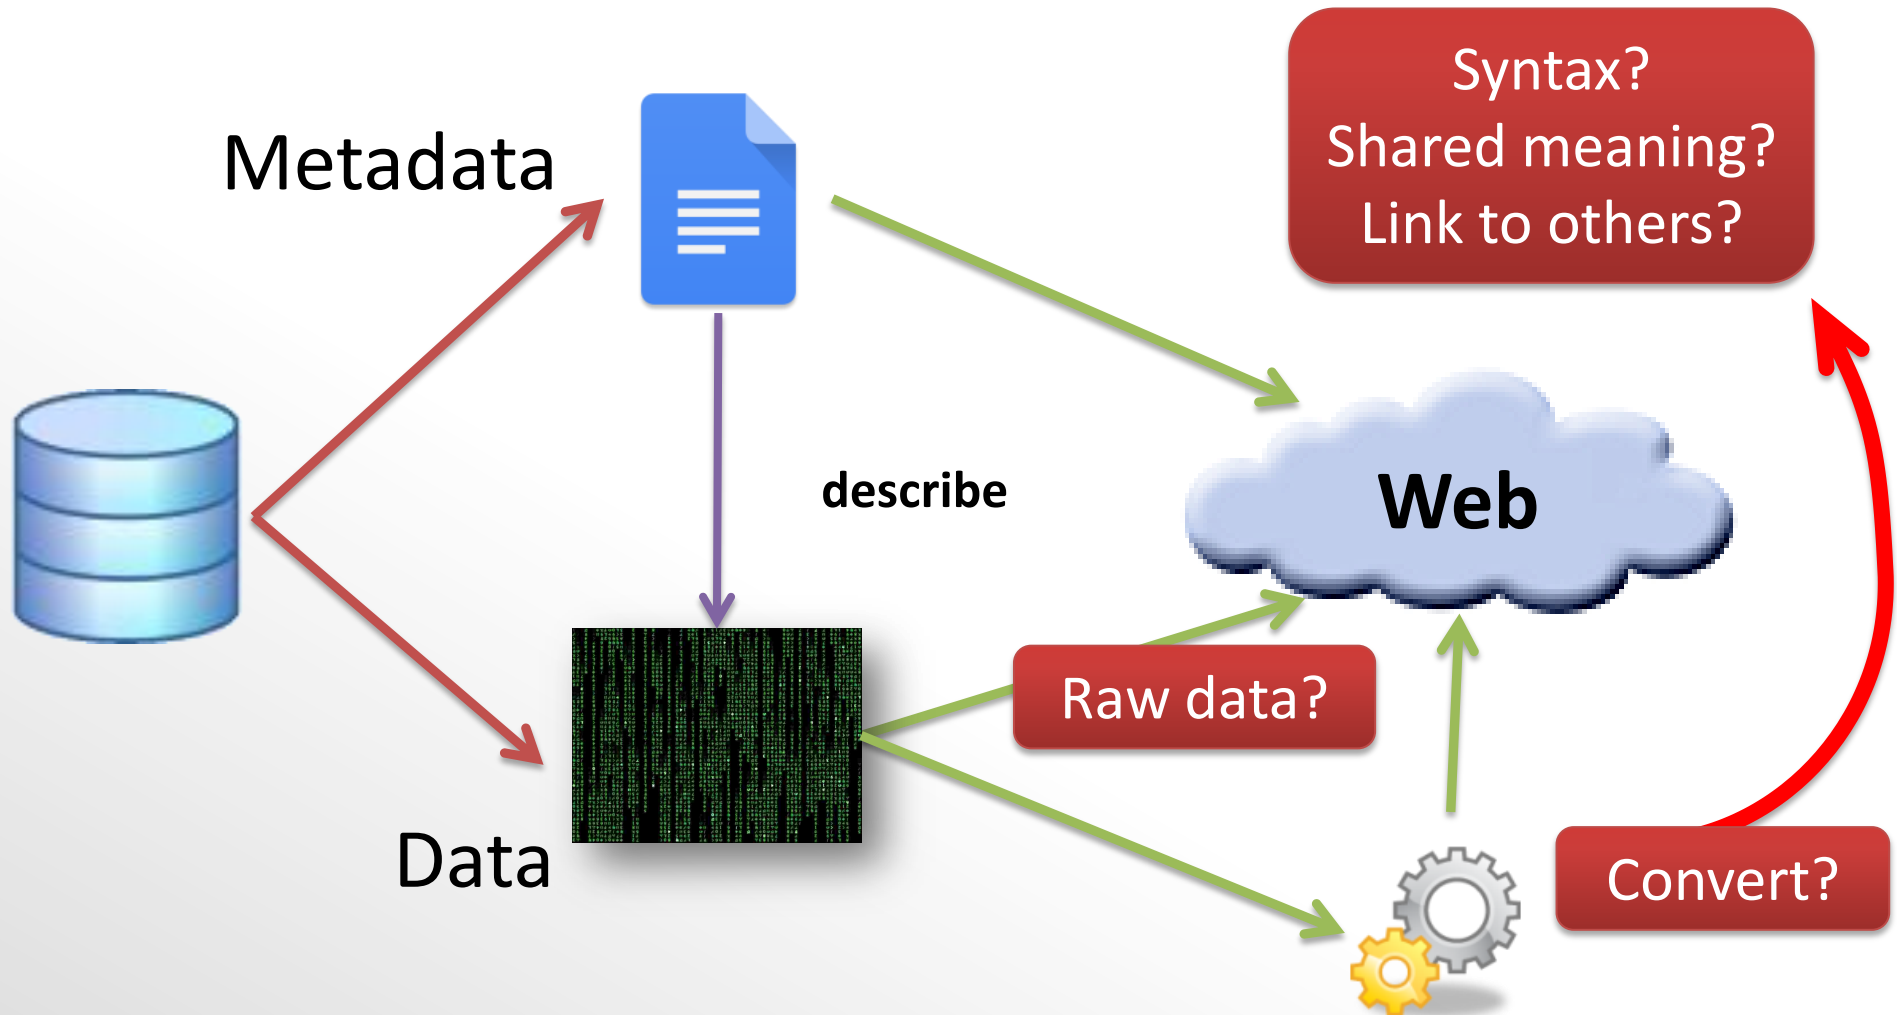 Syntax?
Shared meaning?
Link to others?
Metadata
describe
Web
Raw data?
Data
Convert?